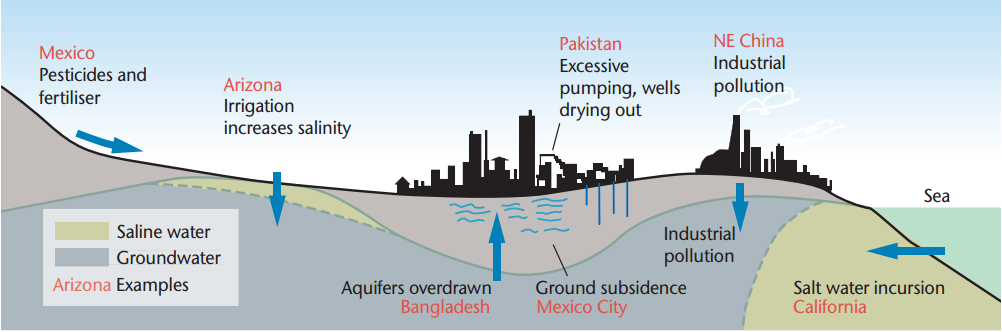 Mexico
Pesticides and
fertiliser
Arizona
Irrigation
increases salinity
Pakistan
Excessive
pumping, wells
drying out
NE China
Industrial
pollution
Sea
Saline water
Groundwater
Arizona Examples
Aquifers overdrawn
Bangladesh
Ground subsidence
Mexico City
Industrial
pollution
Salt water incursion
California